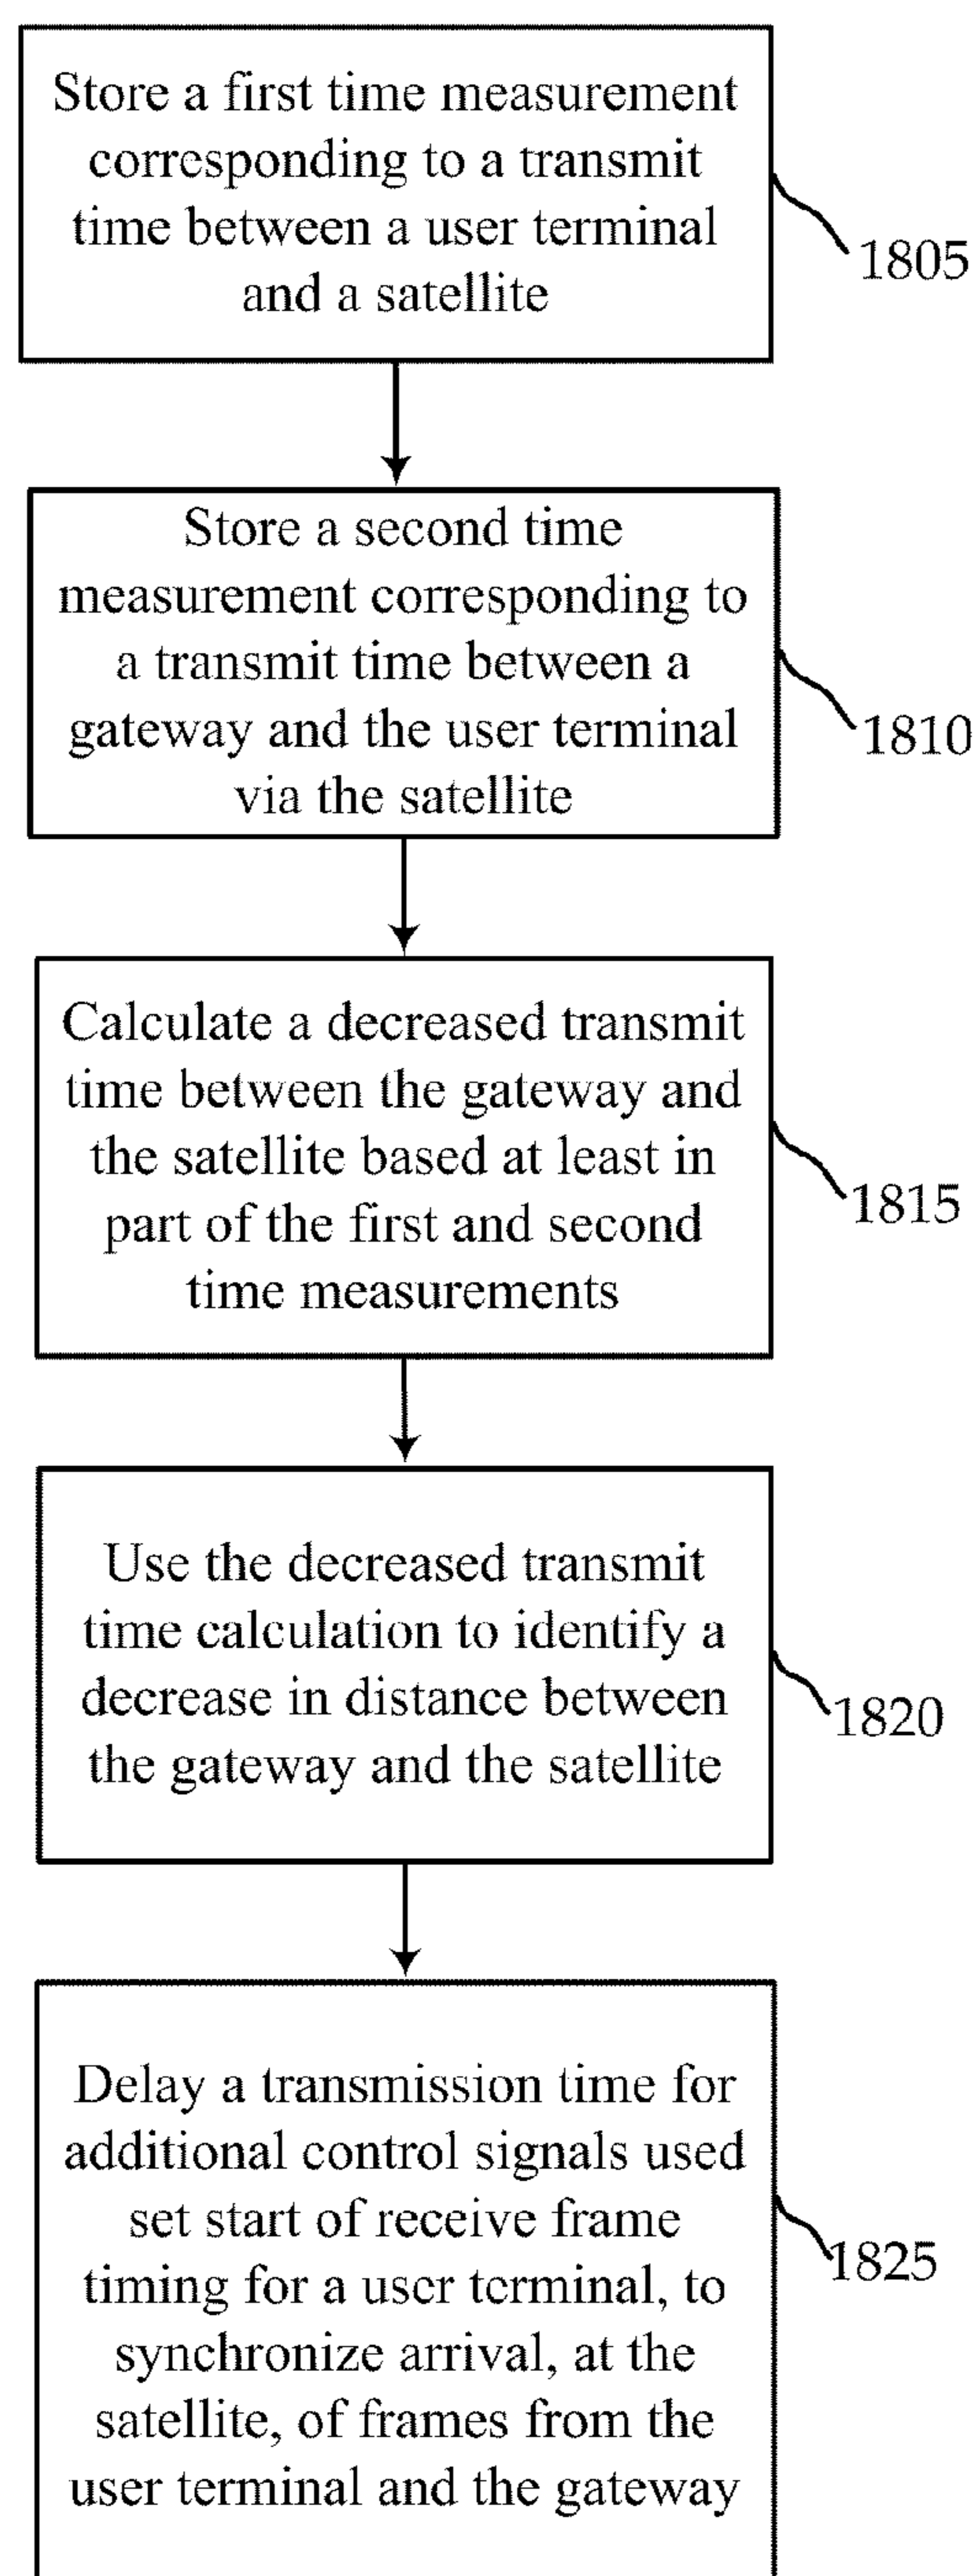 Store a first time measurement
corresponding to a transmit
time between a user terminal
and a satellite
1805
Store a second time
measurement corresponding to
a transmit time between a
gateway and the user terminal
via the satellite
1810
Calculate a decreased transmit
time between the gateway and
the satellite based at least in
part of the first and second
time measurements
1815
Use the decreased transmit
time calculation to identify a
decrease in distance between
the gateway and the satellite
1820
Delay a transmission time for
additional control signals used
set start of receive frame
timing for a user terminal, to
synchronize arrival, at the
satellite, of frames from the
user terminal and the gateway
1825